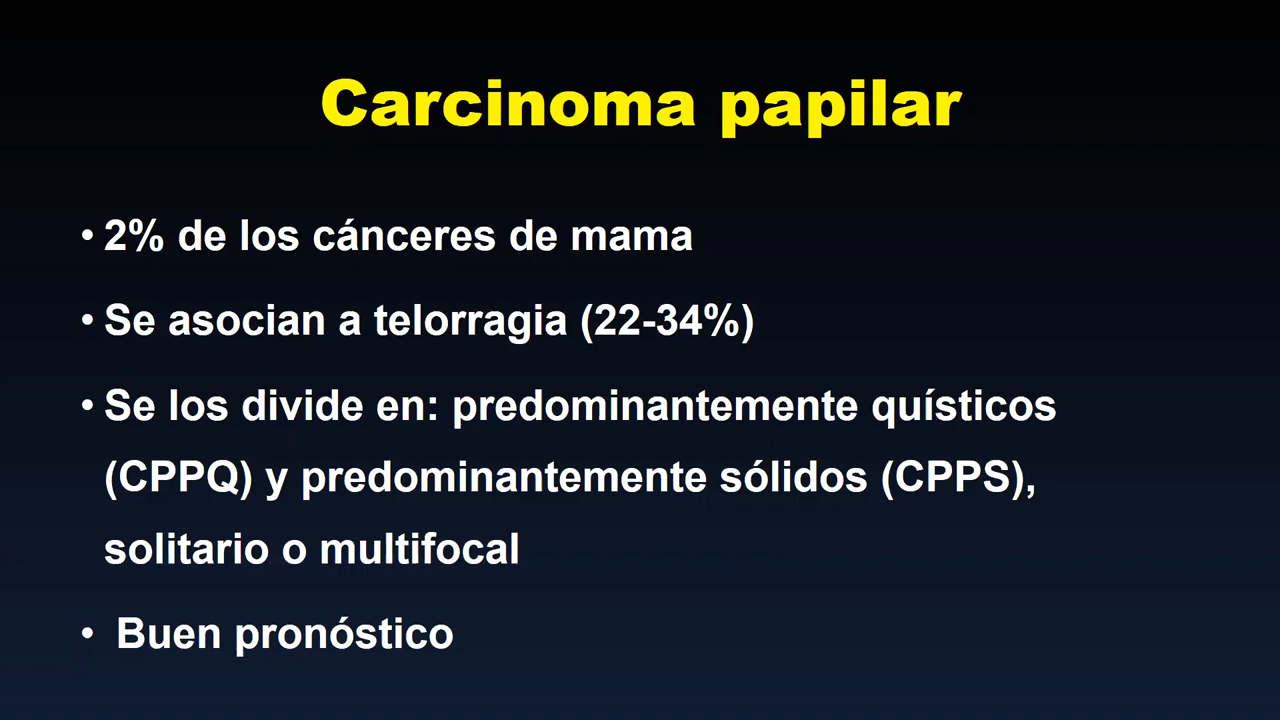 Carcinoma papilar
• 2% de los cánceres de mama
• Se asocian a telorragia (22-34%)
• Se los divide en: predominantemente quísticos
(CPPQ) y predominantemente sólidos (CPPS),
solitario o multifocal
• Buen pronóstico